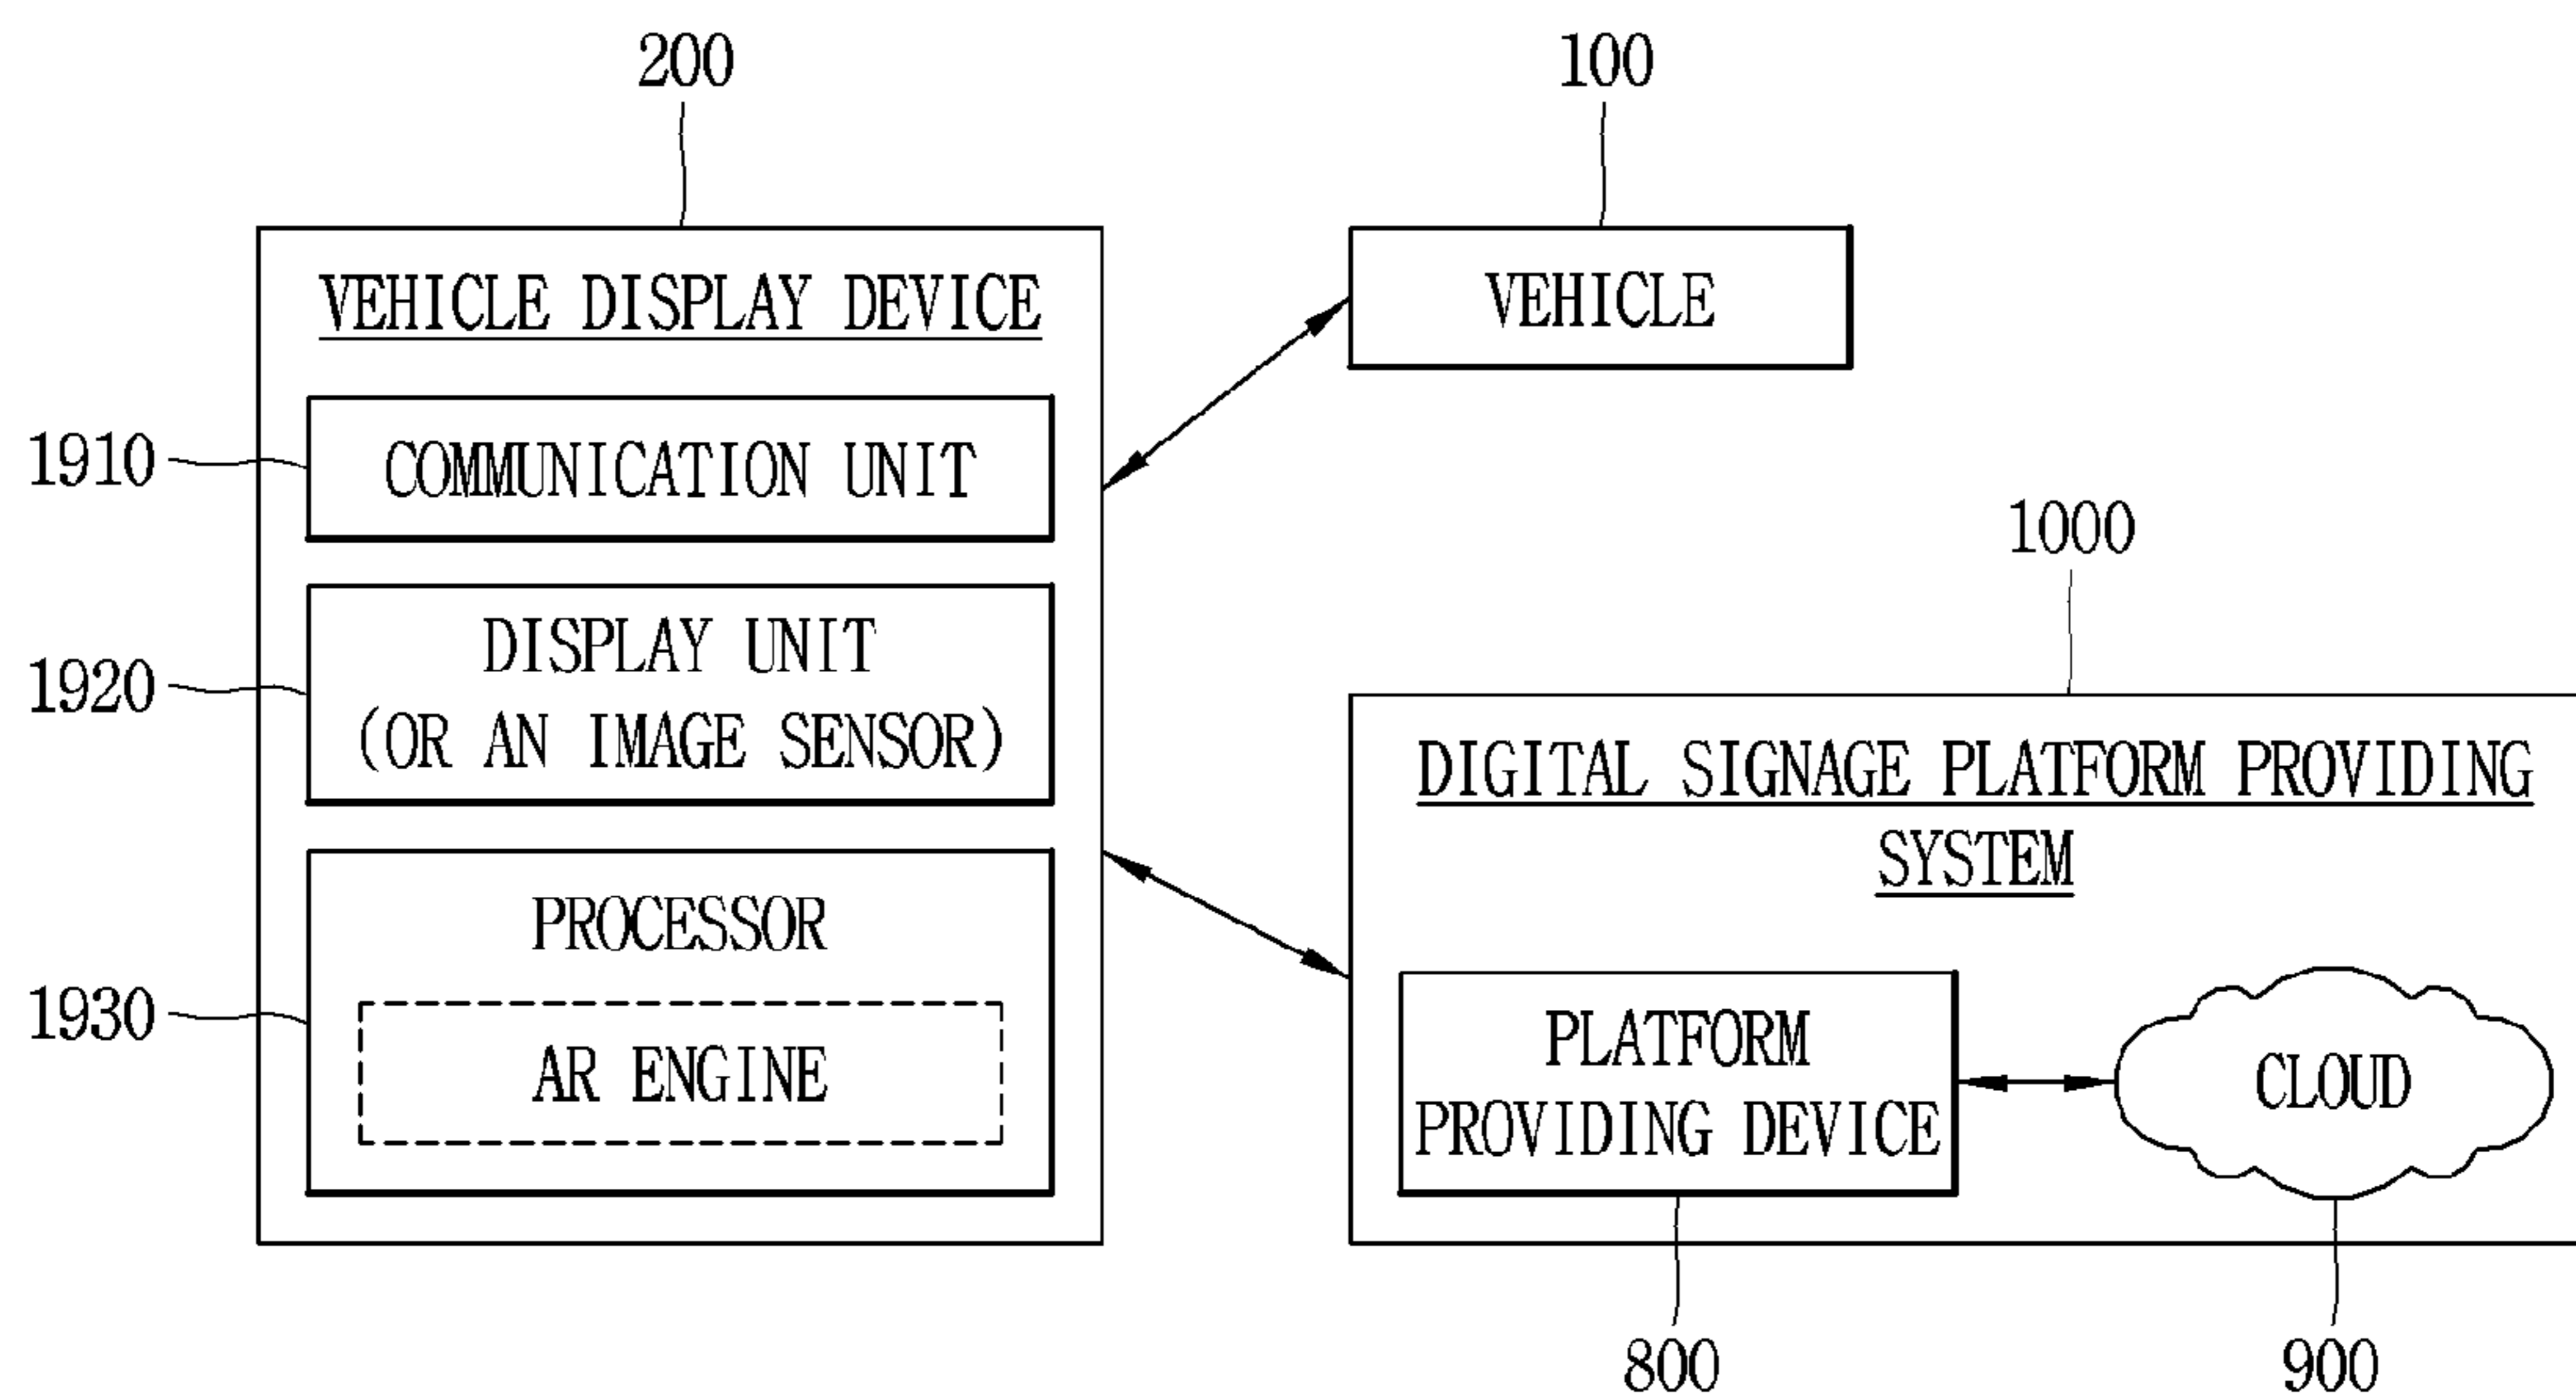 200
100
VEHICLE DISPLAY DEVICE
VEHICLE
1910
COMMUNICATION UNIT
1000
1920
DISPLAY UNIT
(OR AN IMAGE SENSOR)
DIGITAL SIGNAGE PLATFORM PROVIDING
SYSTEM
1930
PROCESSOR
AR ENGINE
PLATFORM
PROVIDING DEVICE
CLOUD
800
900